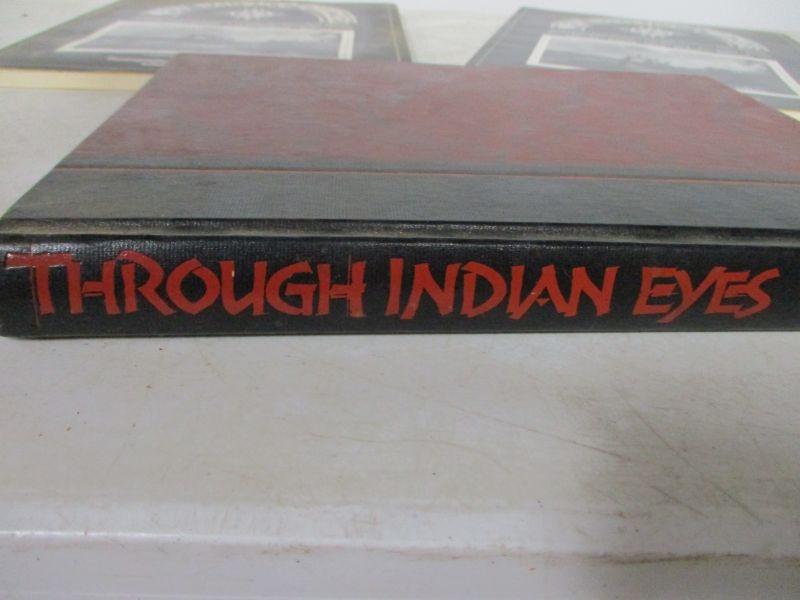 THROUGH INDIAN EYES